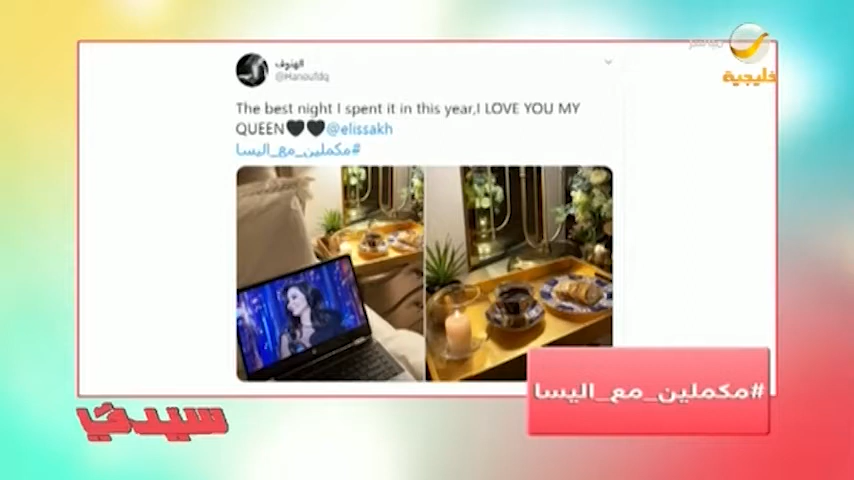 مباشر
خليجية
الهنوف
@Hanoufdq
The best night I spent it in this year,I LOVE YOU MY
QUEEN🖤🖤@elissakh
#مكملين_مع_اليسا
#مكملين_مع_اليسا
سيدتي